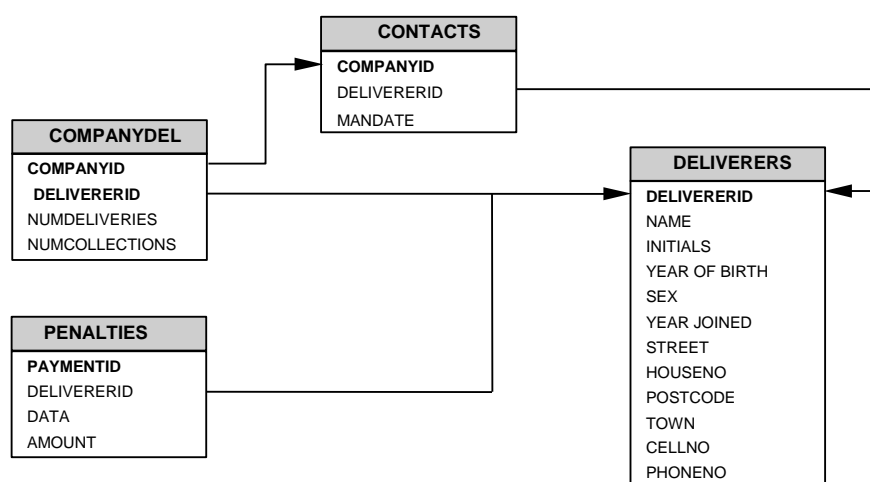 CONTACTS
COMPANYID
DELIVERERID
MANDATE
COMPANYDEL
COMPANYID
DELIVERERID
NUMDELIVERIES
NUMCOLLECTIONS
DELIVERERS
DELIVERERID
NAME
INITIALS
YEAR OF BIRTH
SEX
YEAR JOINED
STREET
HOUSENO
POSTCODE
TOWN
CELLNO
PHONENO
PENALTIES
PAYMENTID
DELIVERERID
DATA
AMOUNT